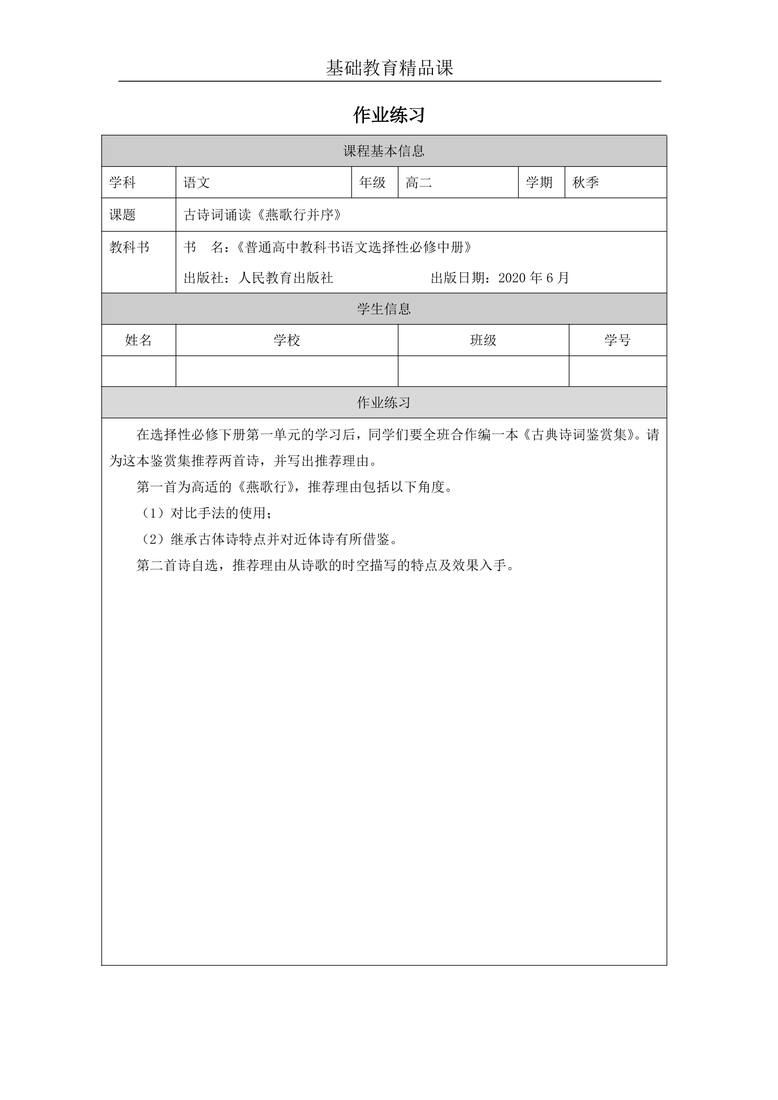 基础教育精品课
作业练习
课程基本信息
学科 语文 年级 高二 学期 秋季
课题 古诗词诵读《燕歌行并序》
教科书 书 名：《普通高中教科书语文选择性必修中册》
出版社：人民教育出版社 出版日期：2020 年 6 月
学生信息
姓名 学校 班级 学号
作业练习
在选择性必修下册第一单元的学习后，同学们要全班合作编一本《古典诗词鉴赏集》。请
为这本鉴赏集推荐两首诗，并写出推荐理由。
第一首为高适的《燕歌行》，推荐理由包括以下角度。
（1）对比手法的使用；
（2）继承古体诗特点并对近体诗有所借鉴。
第二首诗自选，推荐理由从诗歌的时空描写的特点及效果入手。